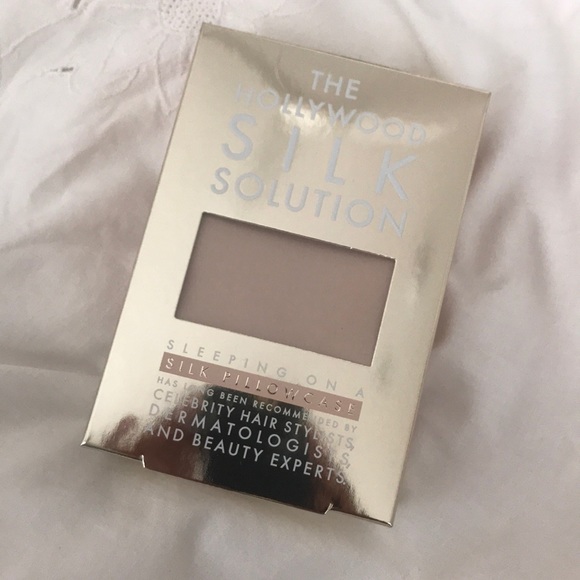 THE
HOLLYWOOD
SILK
SOLUTION
SLEEPING ON A
SILK PILLOWCASE
HAS LONG BEEN RECOMMENDED BY
CELEBRITY HAIR STYLISTS,
DERMATOLOGISTS,
AND BEAUTY EXPERTS.